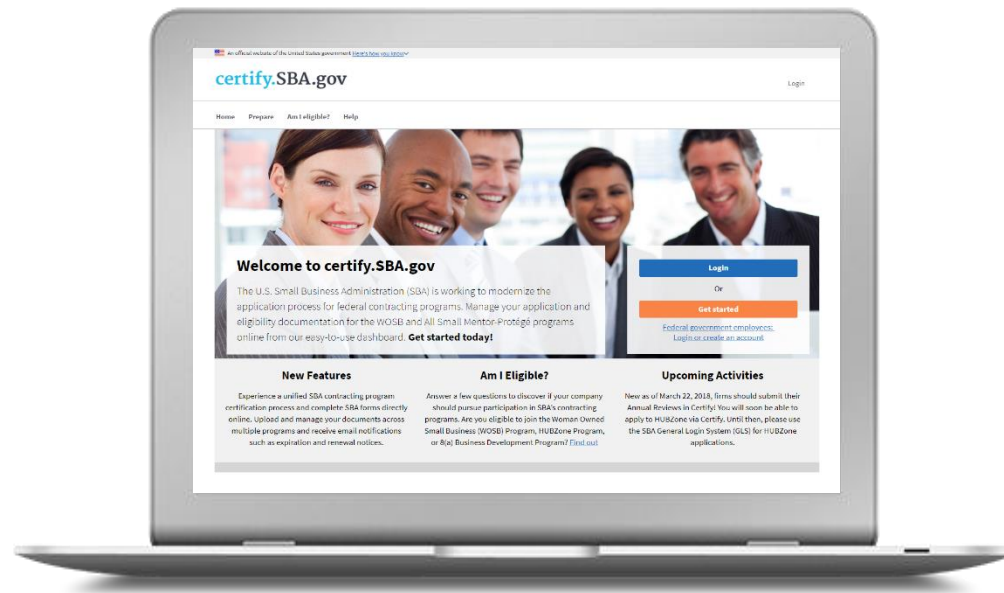 An official website of the United States government Here's how you know
certify.SBA.gov
Login
Home Prepare Am I eligible? Help
Welcome to certify.SBA.gov
The U.S. Small Business Administration (SBA) is working to modernize the
application process for federal contracting programs. Manage your application and
eligibility documentation for the WOSB and All Small Mentor-Protégé programs
online from our easy-to-use dashboard. Get started today!
Login
Or
Get started
Federal government employees:
Login or create an account
New Features
Experience a unified SBA contracting program
certification process and complete SBA forms directly
online. Upload and manage your documents across
multiple programs and receive email notifications
such as expiration and renewal notices.
Am I Eligible?
Answer a few questions to discover if your company
should pursue participation in SBA's contracting
programs. Are you eligible to join the Woman Owned
Small Business (WOSB) Program, HUBZone Program,
or 8(a) Business Development Program? Find out
Upcoming Activities
New as of March 22, 2018, firms should submit their
Annual Reviews in Certify! You will soon be able to
apply to HUBZone via Certify. Until then, please use
the SBA General Login System (GLS) for HUBZone
applications.